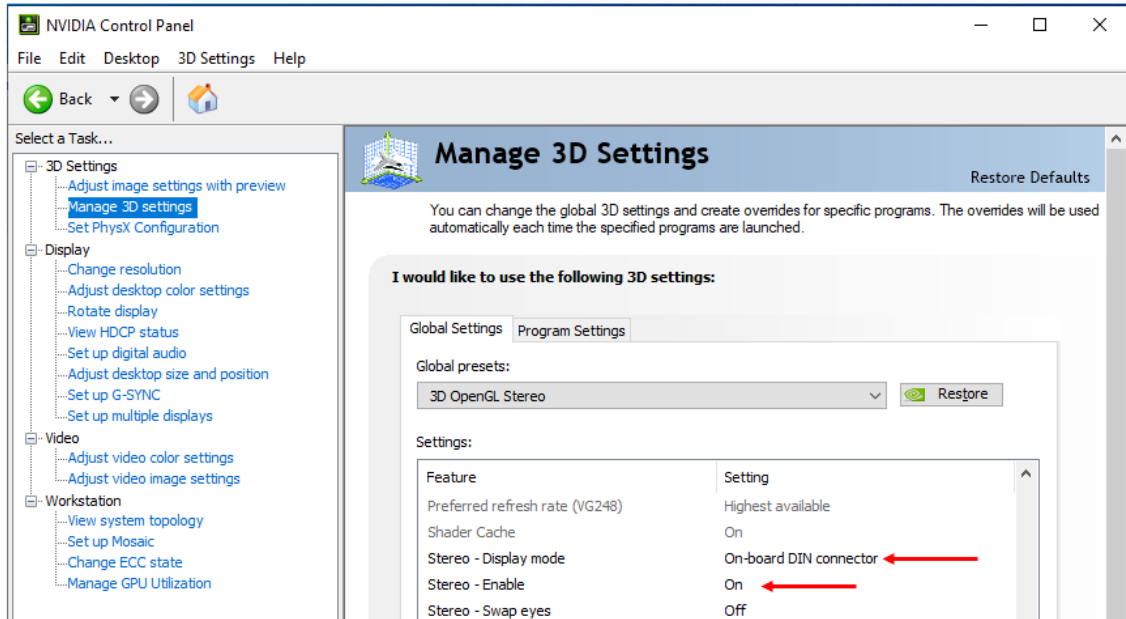 NVIDIA Control Panel
File Edit Desktop 3D Settings Help
Back
Select a Task...
3D Settings
Adjust image settings with preview
Manage 3D settings
Set PhysX Configuration
Display
Change resolution
Adjust desktop color settings
Rotate display
View HDCP status
Set up digital audio
Adjust desktop size and position
Set up G-SYNC
Set up multiple displays
Video
Adjust video color settings
Adjust video image settings
Workstation
View system topology
Set up Mosaic
Change ECC state
Manage GPU Utilization
Manage 3D Settings
Restore Defaults
You can change the global 3D settings and create overrides for specific programs. The overrides will be used
automatically each time the specified programs are launched.
I would like to use the following 3D settings:
Global Settings Program Settings
Global presets:
3D OpenGL Stereo Restore
Settings:
Feature Setting
Preferred refresh rate (VG248) Highest available
Shader Cache On
Stereo - Display mode On-board DIN connector
Stereo - Enable On
Stereo - Swap eyes Off